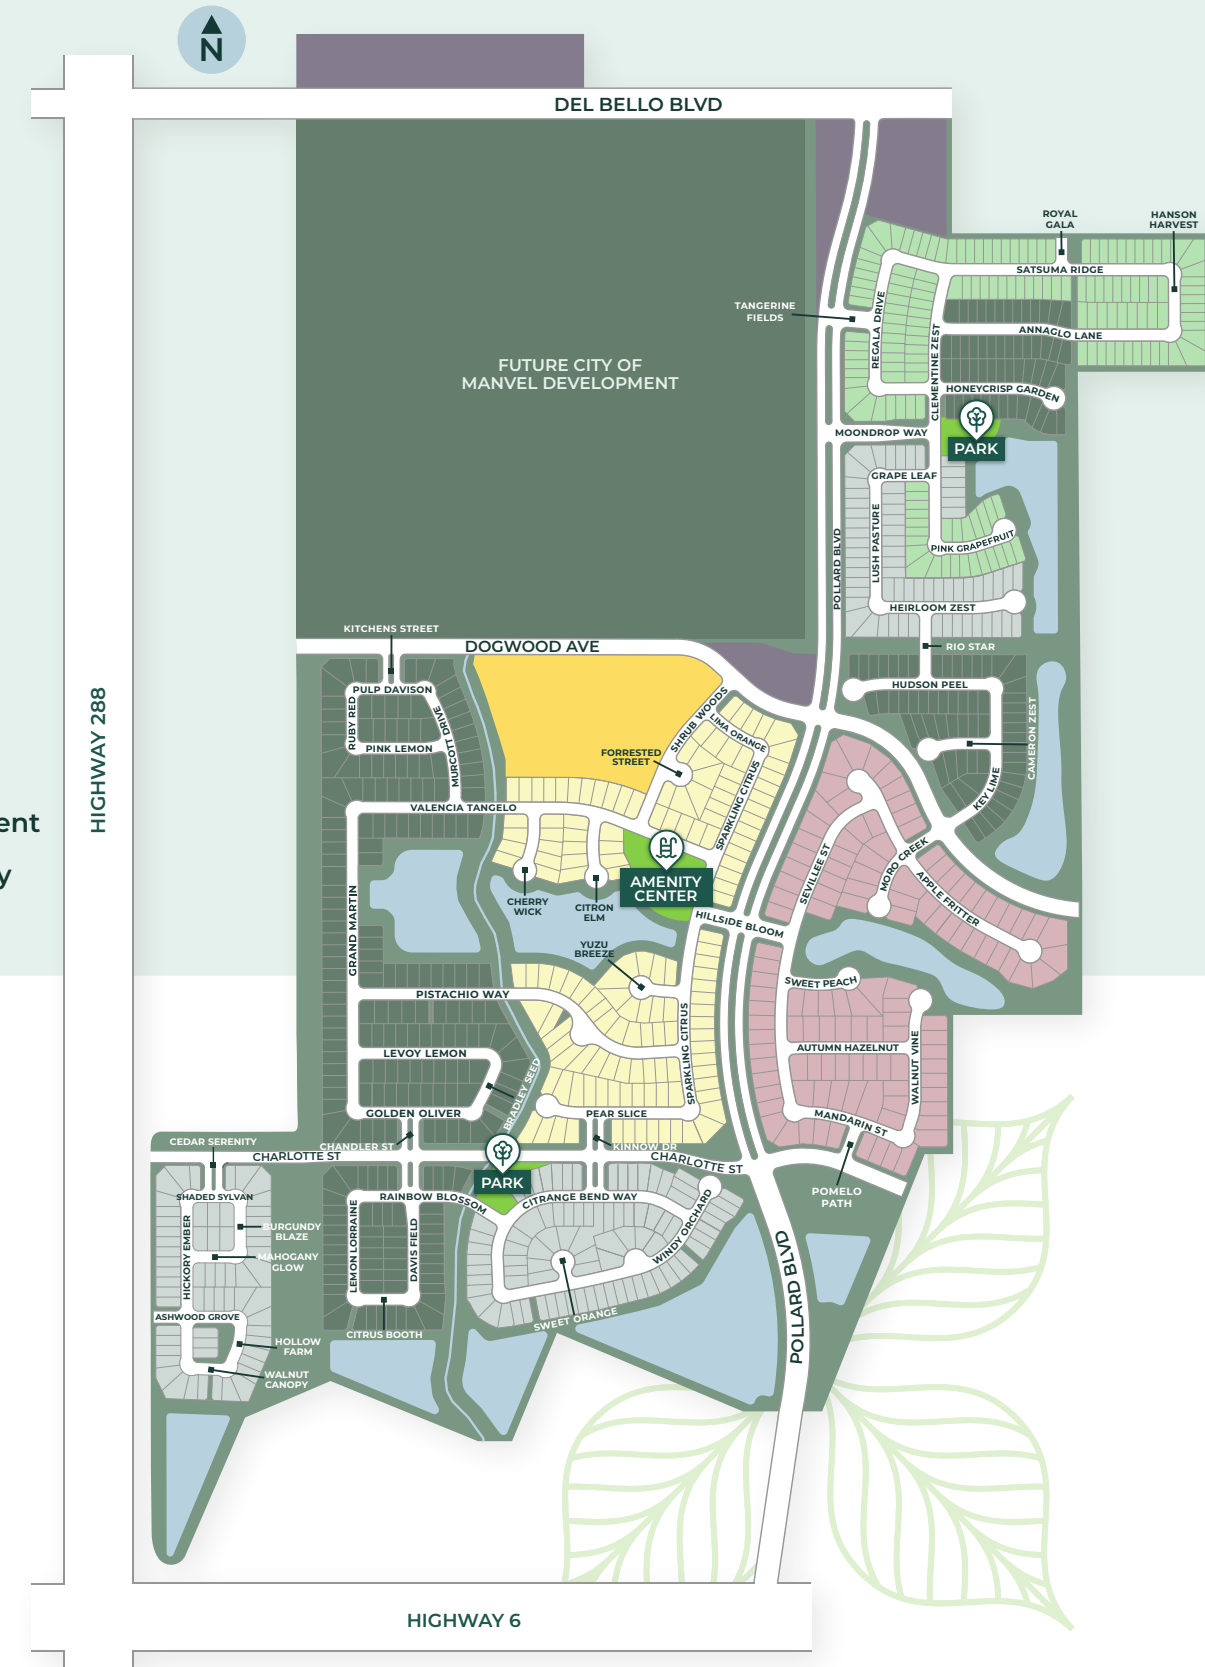 N
DEL BELLO BLVD
ROYAL
GALA
HANSON
HARVEST
SATSUMA RIDGE
TANGERINE
FIELDS
REGALA DRIVE
CLEMENTINE ZEST
ANNAGLO LANE
FUTURE CITY OF
MANVEL DEVELOPMENT
HONEYCRISP GARDEN
MOONDROP WAY
PARK
GRAPE LEAF
LUSH PASTURE
PINK GRAPEFRUIT
POLLARD BLVD
HEIRLOOM ZEST
KITCHENS STREET
DOGWOOD AVE
RIO STAR
HUDSON PEEL
CAMERON ZEST
KEY LIME
PULP DAVISON
RUBY RED
PINK LEMON
MURCOTT DRIVE
SHRUB WOODS
LIMA ORANGE
FORRESTED
STREET
SPARKLING CITRUS
HIGHWAY 288
ent
y
VALENCIA TANGELO
SEVILLEE ST
MORO CREEK
APPLE FRITTER
AMENITY
CENTER
CHERRY
WICK
CITRON
ELM
HILLSIDE BLOOM
GRAND MARTIN
YUZU
BREEZE
SWEET PEACH
PISTACHIO WAY
SPARKLING CITRUS
AUTUMN HAZELNUT
WALNUT VINE
LEVOY LEMON
BRADLEY SEED
GOLDEN OLIVER
PEAR SLICE
MANDARIN ST
CEDAR SERENITY
CHANDLER ST
KINNOW DR
CHARLOTTE ST
CHARLOTTE ST
PARK
POMELO
PATH
SHADED SYLVAN
RAINBOW BLOSSOM
CITRANGE BEND WAY
WINDY ORCHARD
HICKORY EMBER
BURGUNDY
BLAZE
MAHOGANY
GLOW
LEMON LORRAINE
DAVIS FIELD
POLLARD BLVD
ASHWOOD GROVE
SWEET ORANGE
CITRUS BOOTH
HOLLOW
FARM
WALNUT
CANOPY
HIGHWAY 6